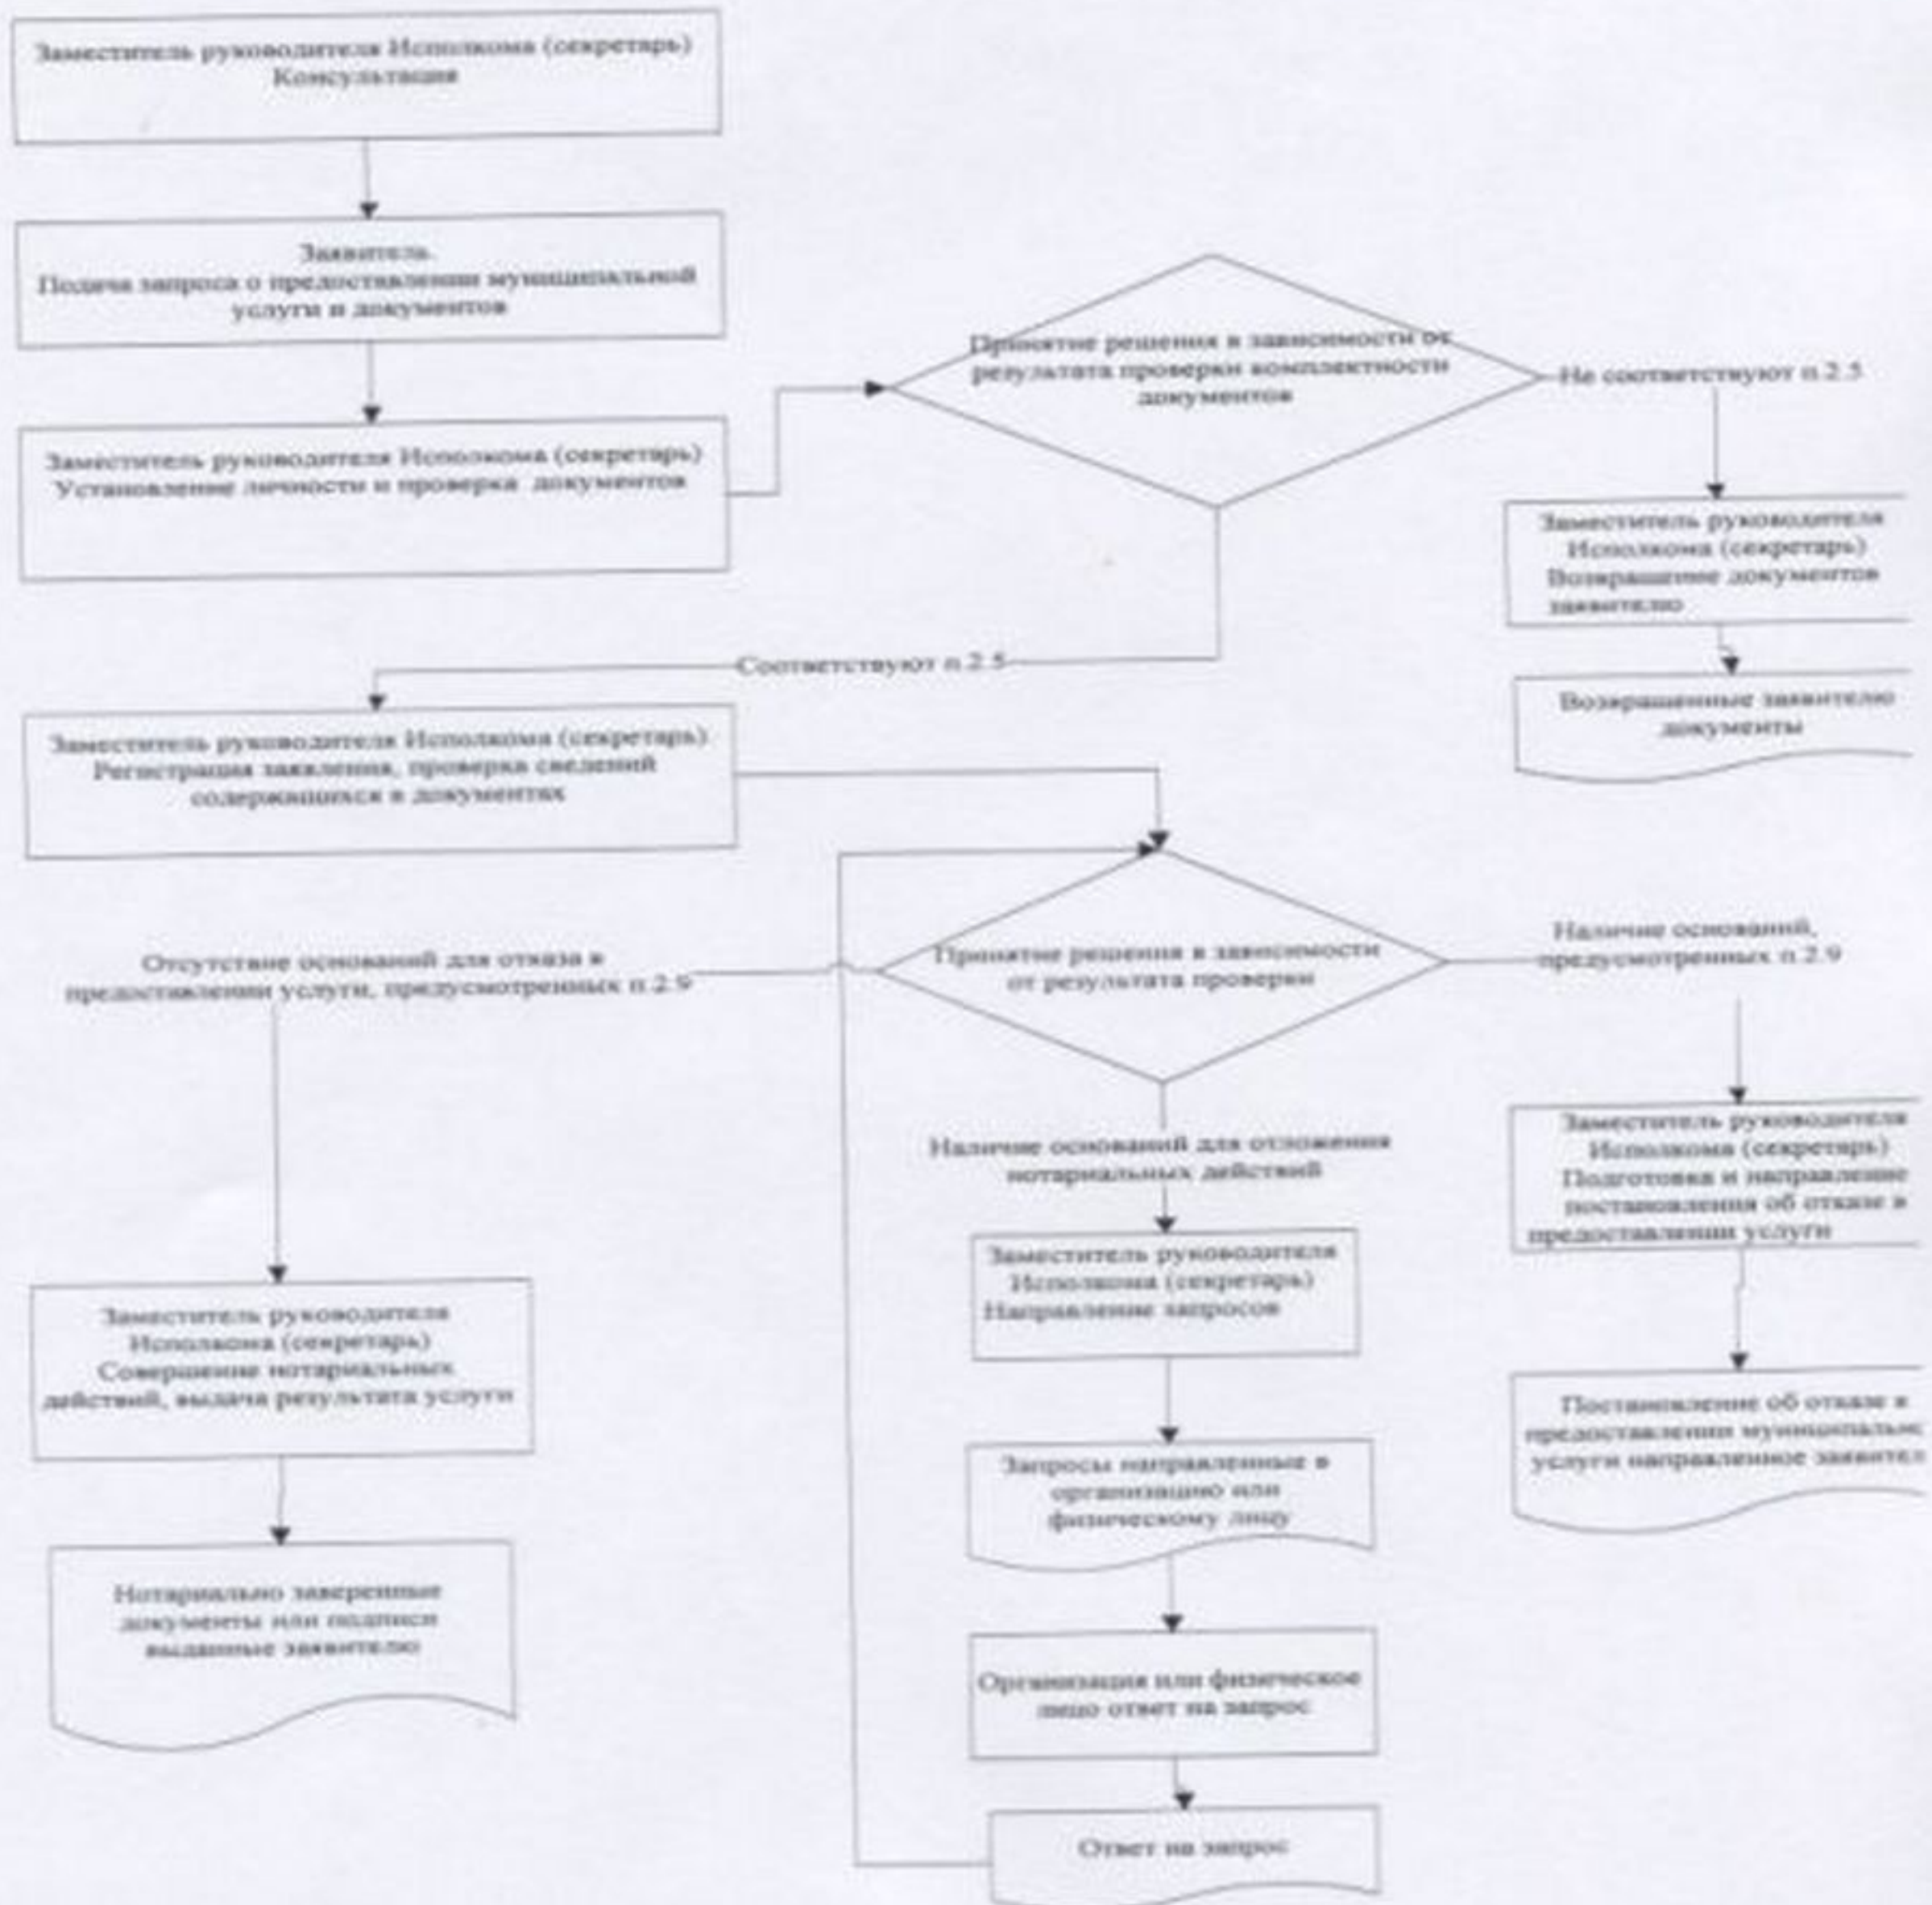 Заместитель руководителя Исполкома (секретарь)
Консультация
Заявитель.
Подача запроса о предоставлении муниципальной
услуги и документов
Заместитель руководителя Исполкома (секретарь)
Установление личности и проверка документов
Принятие решения в зависимости от
результата проверки комплектности
документов
Не соответствуют п.2.5
Заместитель руководителя
Исполкома (секретарь)
Возвращение документов
заявителю
Возвращенные заявителю
документы
Соответствуют п.2.5
Заместитель руководителя Исполкома (секретарь)
Регистрация заявления, проверка сведений
содержащихся в документах
Принятие решения в зависимости
от результата проверки
Отсутствие оснований для отказа в
предоставлении услуги, предусмотренных п.2.9
Наличие оснований,
предусмотренных п.2.9
Наличие оснований для отложения
нотариальных действий
Заместитель руководителя
Исполкома (секретарь)
Совершение нотариальных
действий, выдача результата услуги
Нотариально заверенные
документы или подписи
выданные заявителю
Заместитель руководителя
Исполкома (секретарь)
Направление запросов
Запросы направленные в
организацию или
физическому лицу
Организация или физическое
лицо ответ на запрос
Ответ на запрос
Заместитель руководителя
Исполкома (секретарь)
Подготовка и направление
постановления об отказе в
предоставлении услуги
Постановление об отказе в
предоставлении муниципальнс
услуги направленное заявител